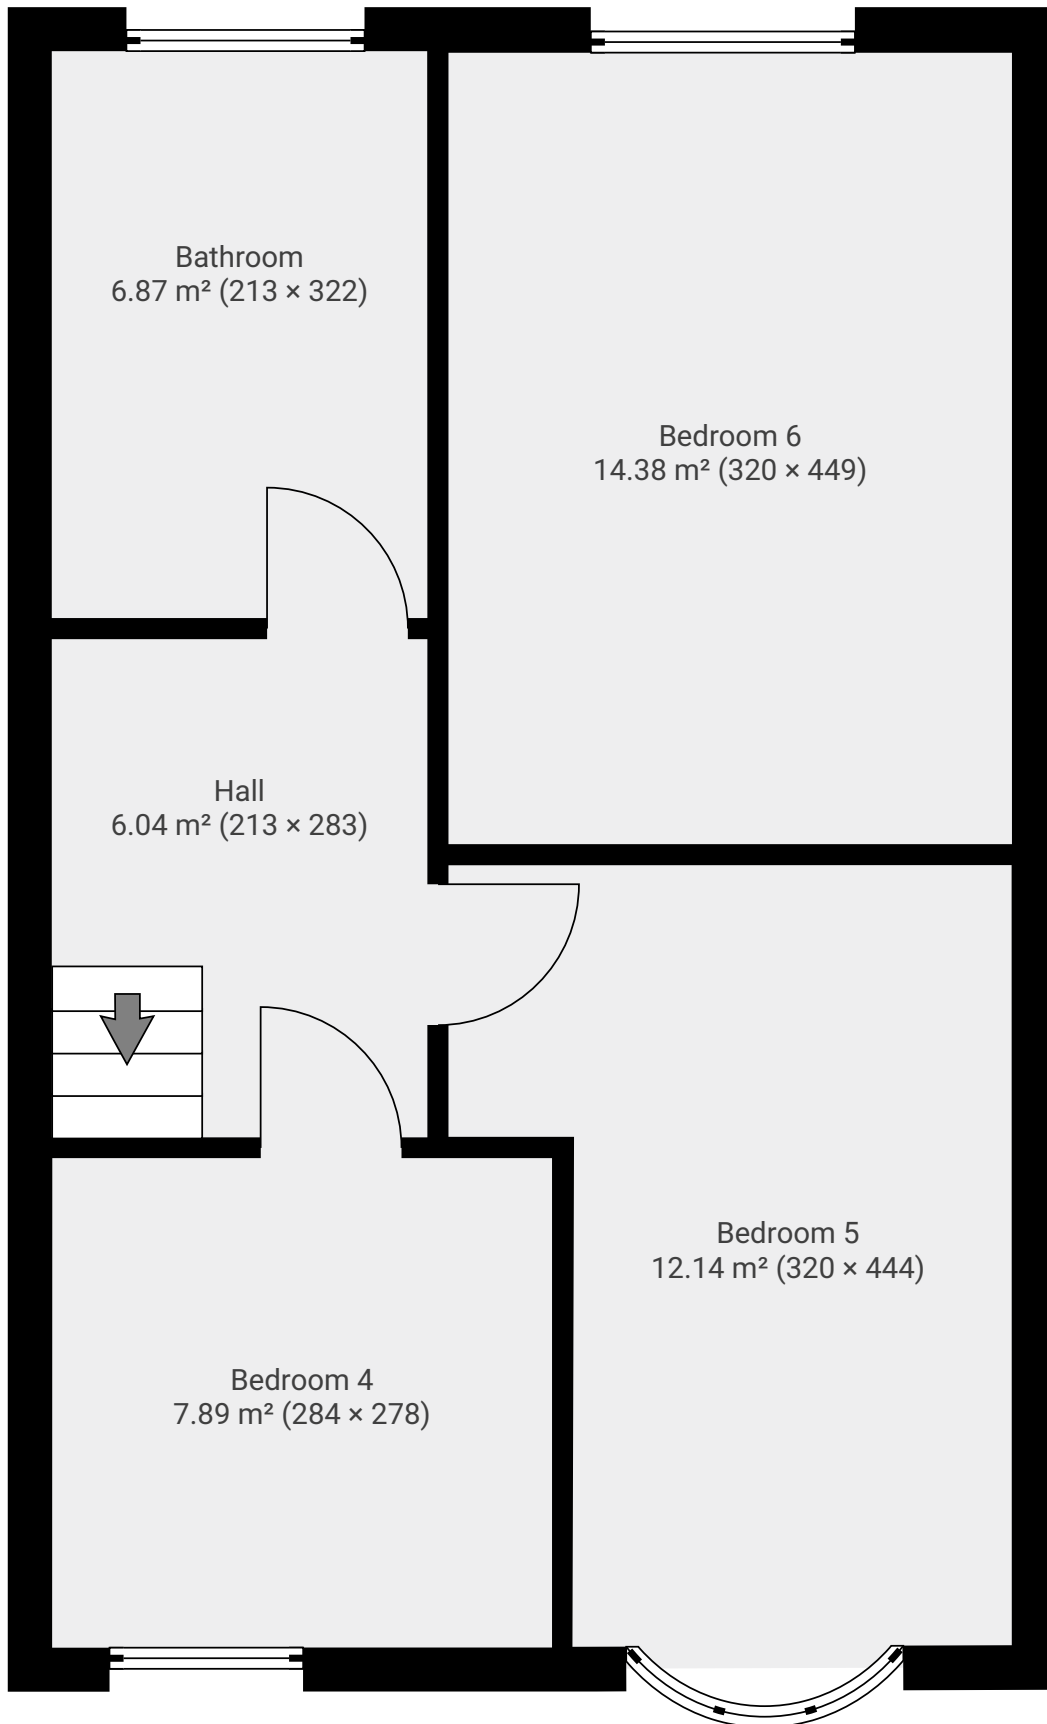 Bathroom
6.87 m² (213 × 322)
Bedroom 6
14.38 m² (320 × 449)
Hall
6.04 m² (213 × 283)
Bedroom 5
12.14 m² (320 × 444)
Bedroom 4
7.89 m² (284 × 278)